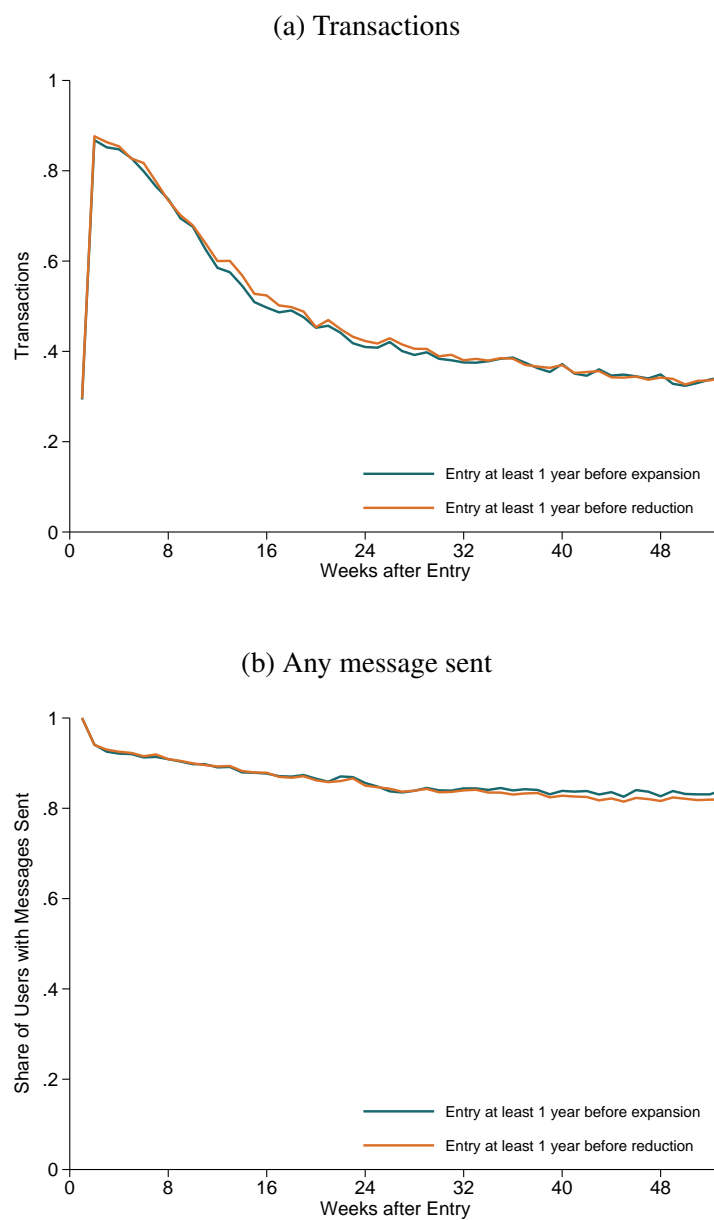 (a) Transactions
1
.8
.6
.4
.2
0
Transactions
Entry at least 1 year before expansion
Entry at least 1 year before reduction
0 8 16 24 32 40 48
Weeks after Entry
(b) Any message sent
1
.8
.6
.4
.2
0
Share of Users with Messages Sent
Entry at least 1 year before expansion
Entry at least 1 year before reduction
0 8 16 24 32 40 48
Weeks after Entry